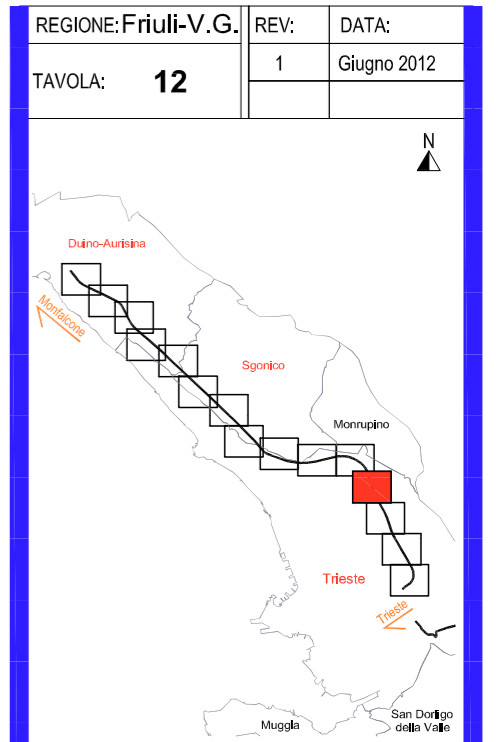 REGIONE: Friuli-V.G. REV: DATA:
TAVOLA: 12 1 Giugno 2012
N
Duino-Aurisina
Monfalcone
Sgonico
Monrupino
Trieste
Trieste
Muggia
San Dorligo
della Valle